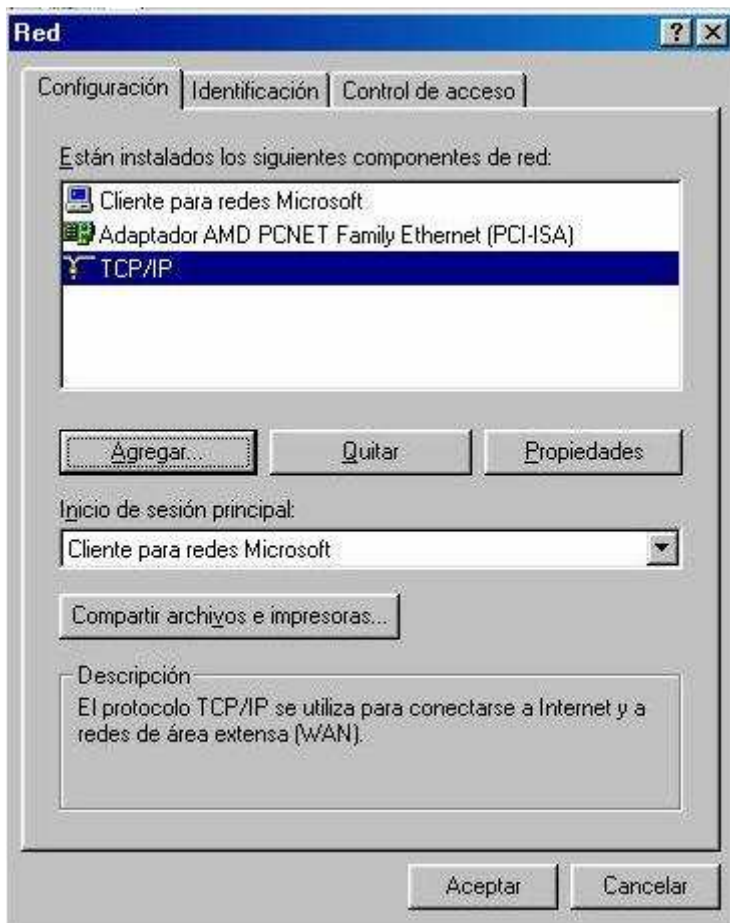 Red
Configuración Identificación Control de acceso
Están instalados los siguientes componentes de red:
Cliente para redes Microsoft
Adaptador AMD PCNET Family Ethernet (PCI-ISA)
TCP/IP
Agregar... Quitar Propiedades
Inicio de sesión principal:
Cliente para redes Microsoft
Compartir archivos e impresoras...
Descripción
El protocolo TCP/IP se utiliza para conectarse a Internet y a
redes de área extensa (WAN).
Aceptar Cancelar